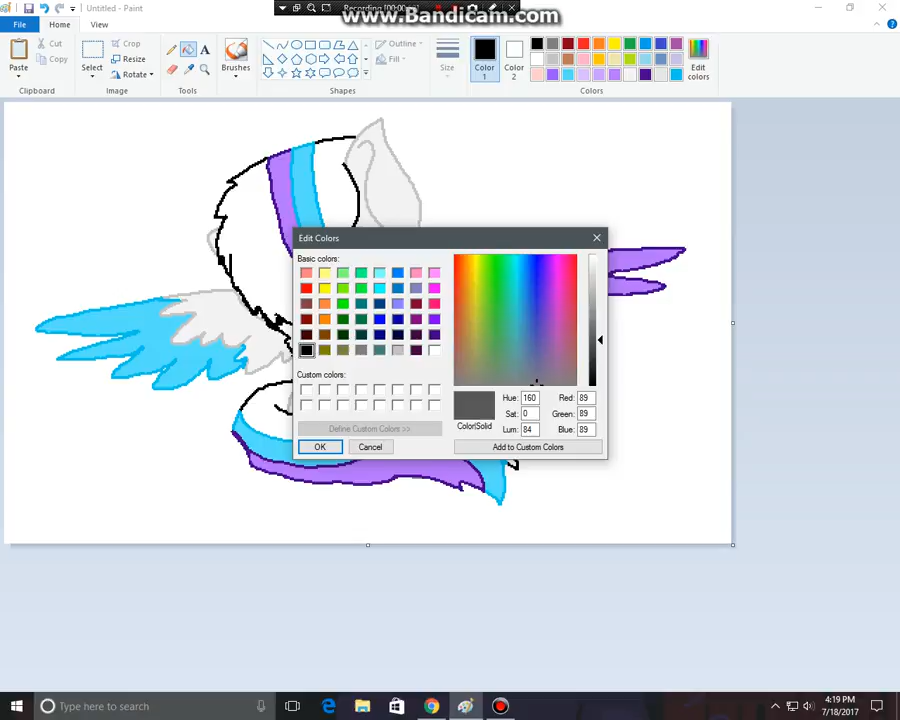 Untitled - Paint
Recording [00:
www.Bandicam.com
File
Home
View
Paste
Cut
Copy
Clipboard
Select
Crop
Resize
Rotate
Image
Tools
Brushes
Shapes
Outline
Fill
Size
Color 1
Color 2
Colors
Edit colors
Edit Colors
Basic colors:
Custom colors:
Define Custom Colors >>
OK
Cancel
Color|Solid
Hue: 160
Sat: 0
Lum: 84
Red: 89
Green: 89
Blue: 89
Add to Custom Colors
Type here to search
4:19 PM
7/18/2017